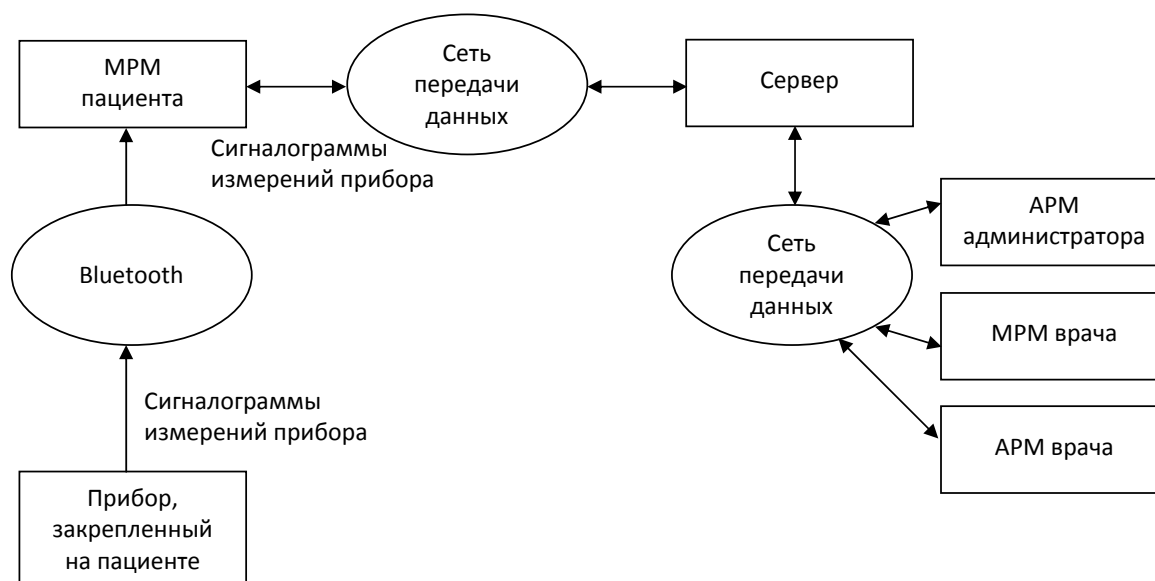 МРМ
пациента
Сеть
передачи
данных
Сервер
Сигналограммы
измерений прибора
АРМ
администратора
Bluetooth
Сеть
передачи
данных
МРМ врача
Сигналограммы
измерений прибора
АРМ врача
Прибор,
закрепленный
на пациенте